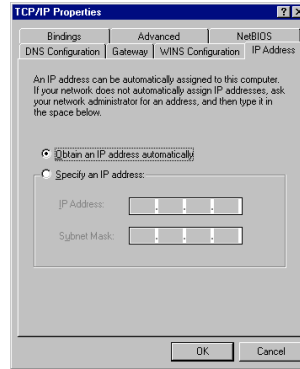 TCP/IP Properties
Bindings Advanced NetBIOS
DNS Configuration Gateway WINS Configuration IP Address
An IP address can be automatically assigned to this computer.
If your network does not automatically assign IP addresses, ask
your network administrator for an address, and then type it in
the space below.
Obtain an IP address automatically
Specify an IP address:
IP Address:
Subnet Mask:
OK Cancel